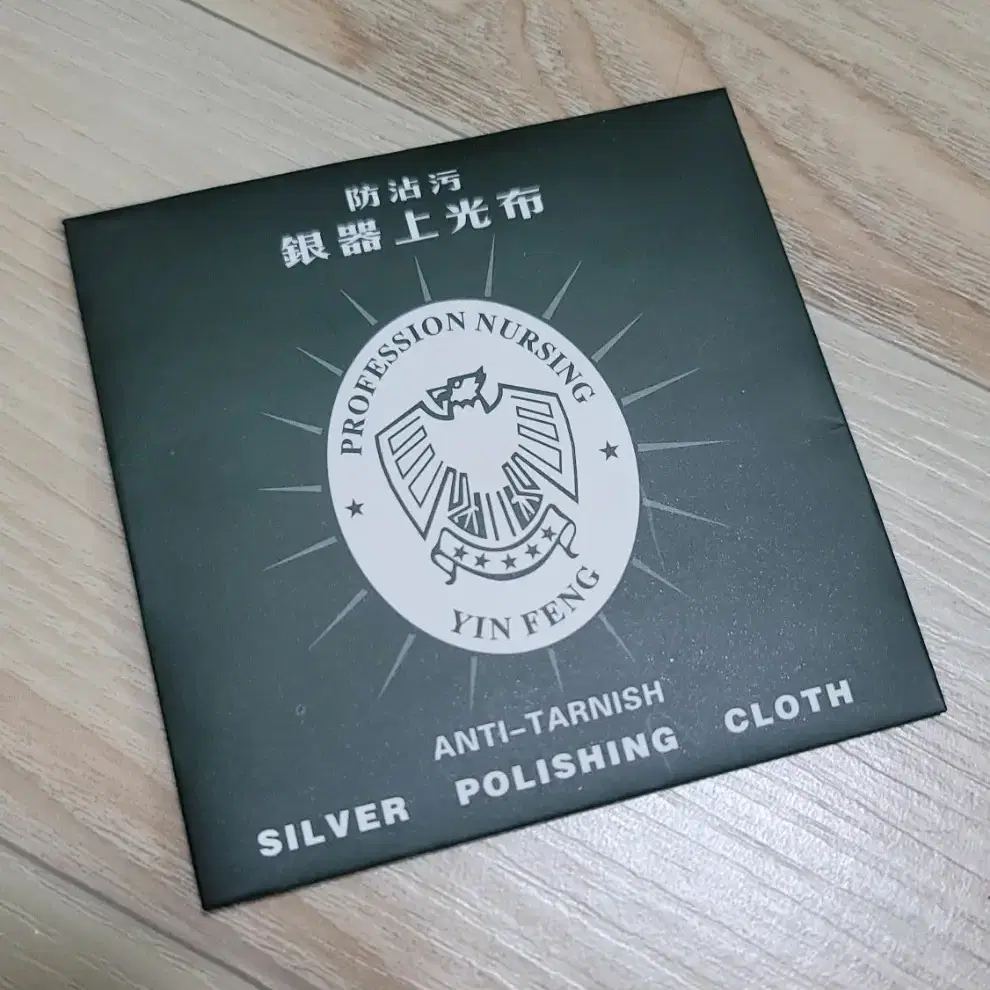 防沾污
銀器上光布
PROFESSION NURSING
YIN FENG
ANTI-TARNISH
SILVER POLISHING CLOTH